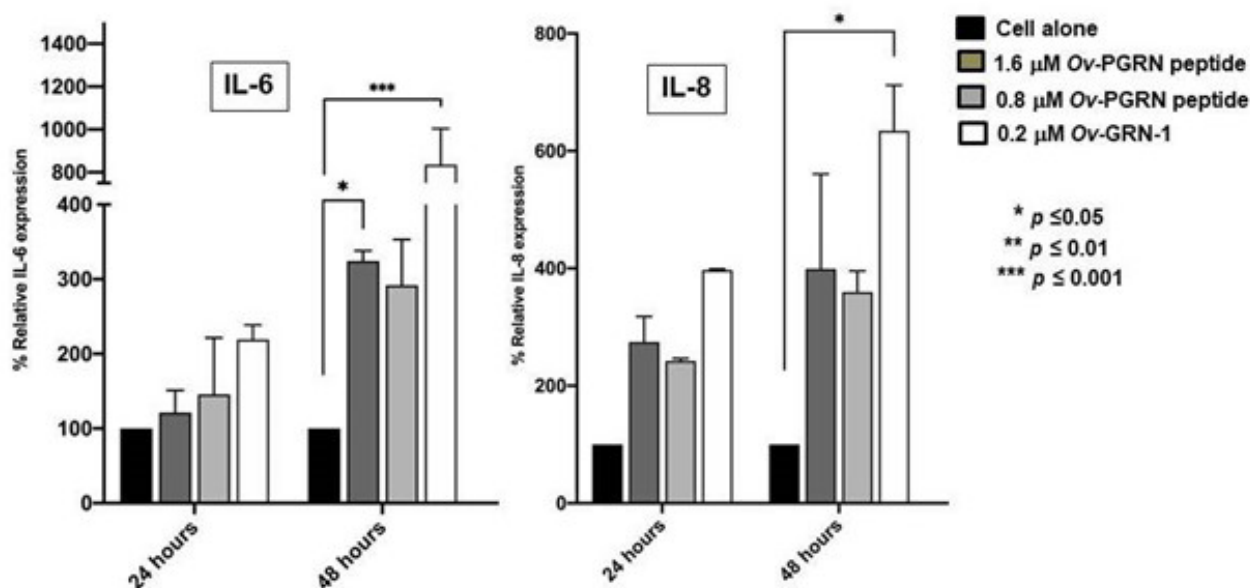 IL-6
% Relative IL-6 expression
1400
1200
1000
800
400
300
200
100
0
***
*
24 hours
48 hours
IL-8
% Relative IL-8 expression
800
600
400
200
0
*
24 hours
48 hours
Cell alone
1.6 μM Ov-PGRN peptide
0.8 μM Ov-PGRN peptide
0.2 μM Ov-GRN-1
* p ≤0.05
** p ≤ 0.01
*** p ≤ 0.001